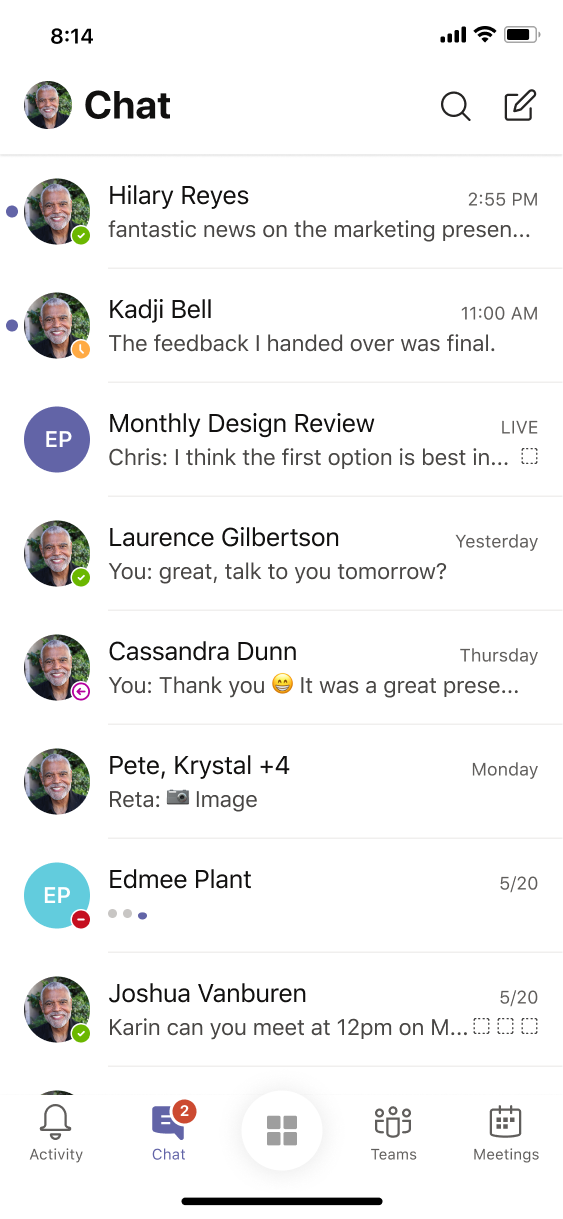 8:14
Chat
Hilary Reyes 2:55 PM
fantastic news on the marketing presen...
Kadji Bell 11:00 AM
The feedback I handed over was final.
EP
Monthly Design Review LIVE
Chris: I think the first option is best in...
Laurence Gilbertson Yesterday
You: great, talk to you tomorrow?
Cassandra Dunn Thursday
You: Thank you 😁 It was a great prese...
Pete, Krystal +4 Monday
Reta: 📷 Image
EP
Edmee Plant 5/20
Joshua Vanburen 5/20
Karin can you meet at 12pm on M...
2
Activity Chat Teams Meetings